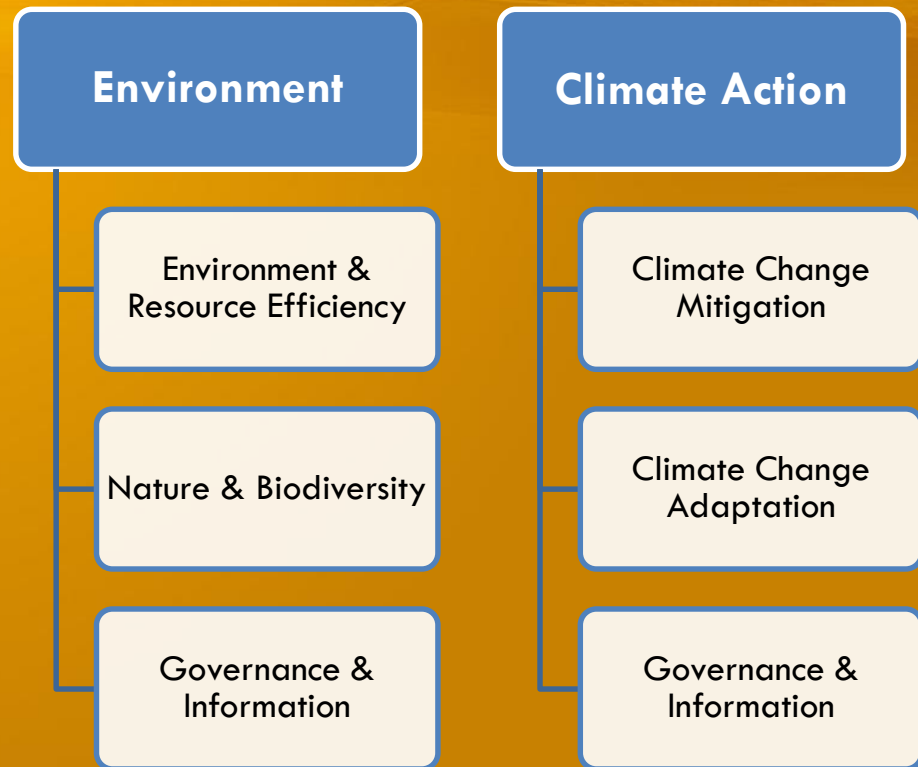 Environment
Environment &
Resource Efficiency
Nature & Biodiversity
Governance &
Information
Climate Action
Climate Change
Mitigation
Climate Change
Adaptation
Governance &
Information